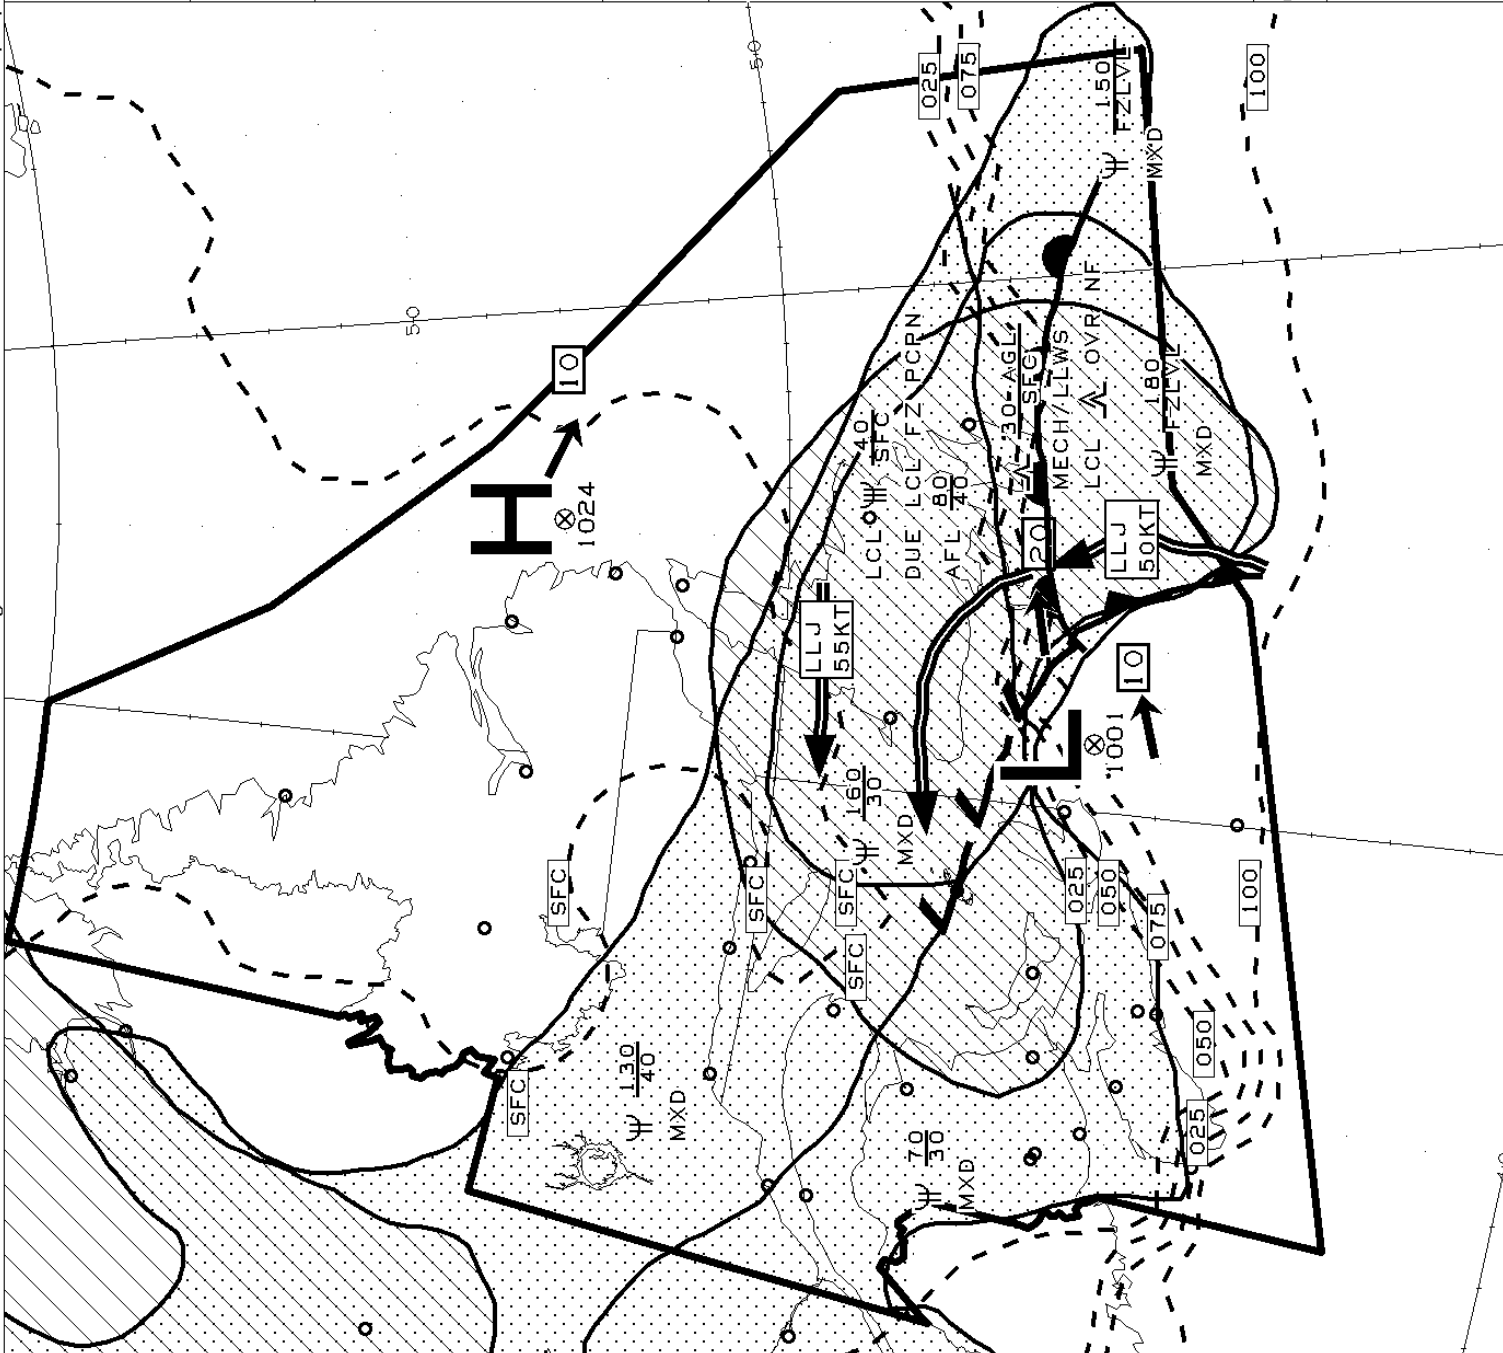 50
50
025
075
100
150
FZLVL
MXD
10
H
1024
LCL 40
SFC
DUE LCL FZ PCPN
AFL 80
40
30 AGL
SFC
MECH/LLWS
LCL OVR NF
180
FZLVL
MXD
20
LLJ
50KT
LLJ
55KT
10
L
1001
160
30
MXD
SFC
SFC
SFC
SFC
SFC
025
050
075
100
050
025
130
40
MXD
70
30
MXD